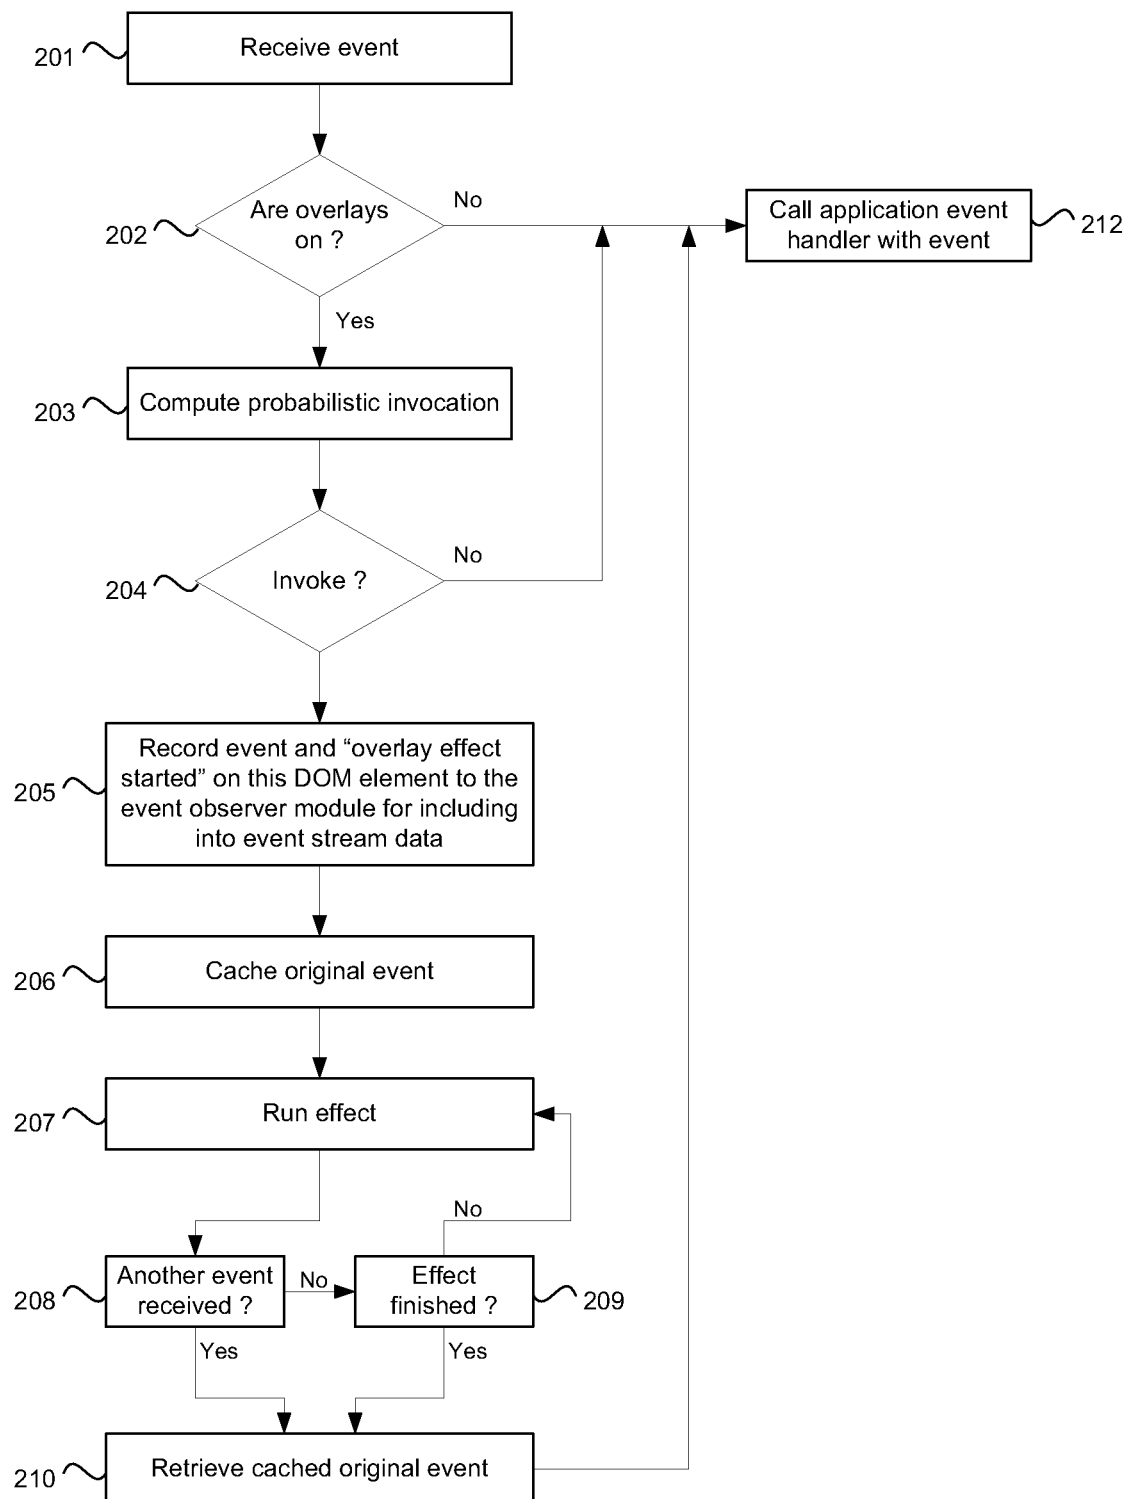 201
Receive event
202
Are overlays
on ?
No
Call application event
handler with event
212
Yes
203
Compute probabilistic invocation
204
Invoke ?
No
205
Record event and “overlay effect
started” on this DOM element to the
event observer module for including
into event stream data
206
Cache original event
207
Run effect
No
208
Another event
received ?
No
Effect
finished ?
209
Yes
Yes
210
Retrieve cached original event